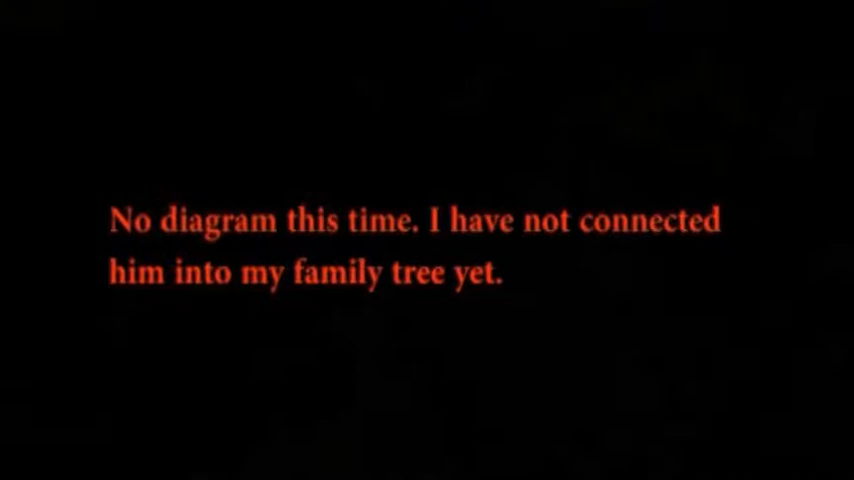 No diagram this time. I have not connected
him into my family tree yet.